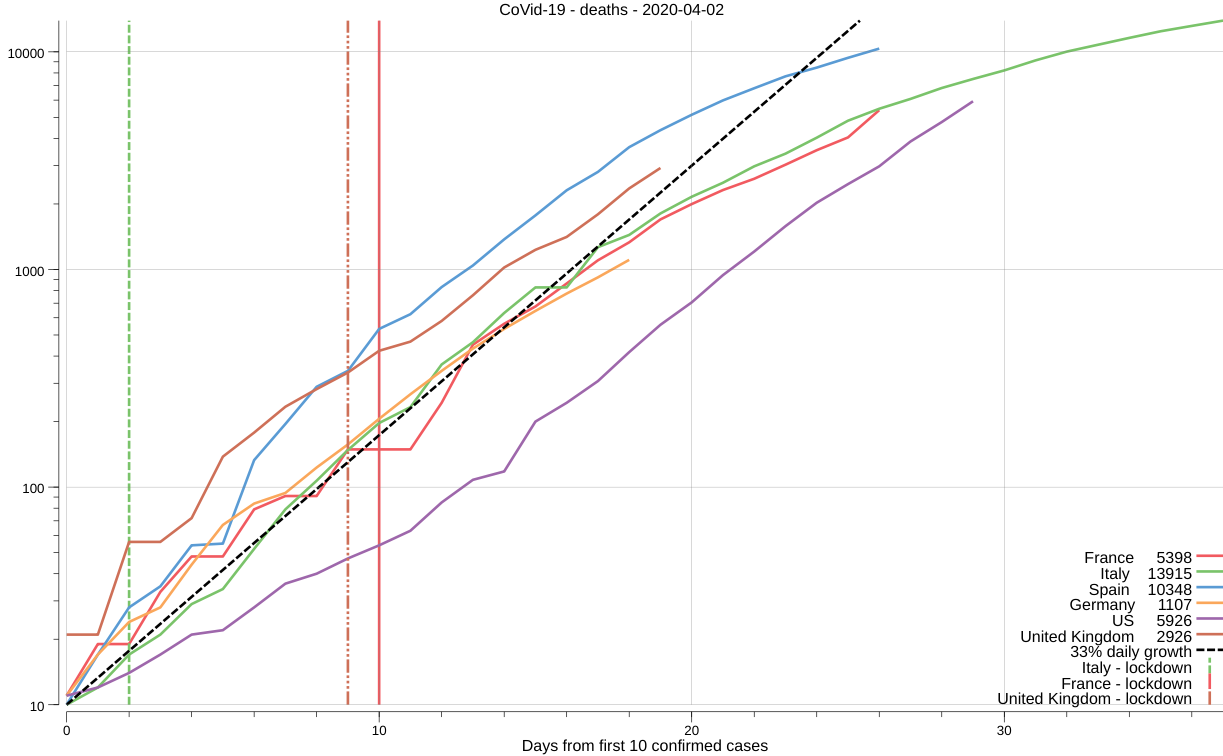 CoVid-19 - deaths - 2020-04-02
10000
1000
100
10
France 5398
Italy 13915
Spain 10348
Germany 1107
US 5926
United Kingdom 2926
33% daily growth
Italy - lockdown
France - lockdown
United Kingdom - lockdown
0 10 20 30
Days from first 10 confirmed cases